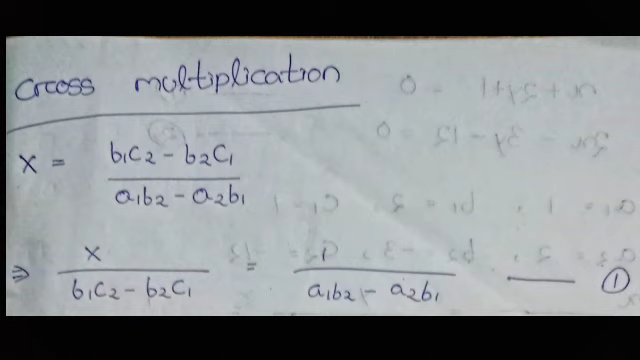 cross multiplication
x = b₁c₂ - b₂c₁ / a₁b₂ - a₂b₁
⇒ x / b₁c₂ - b₂c₁ = 1 / a₁b₂ - a₂b₁ —— ①